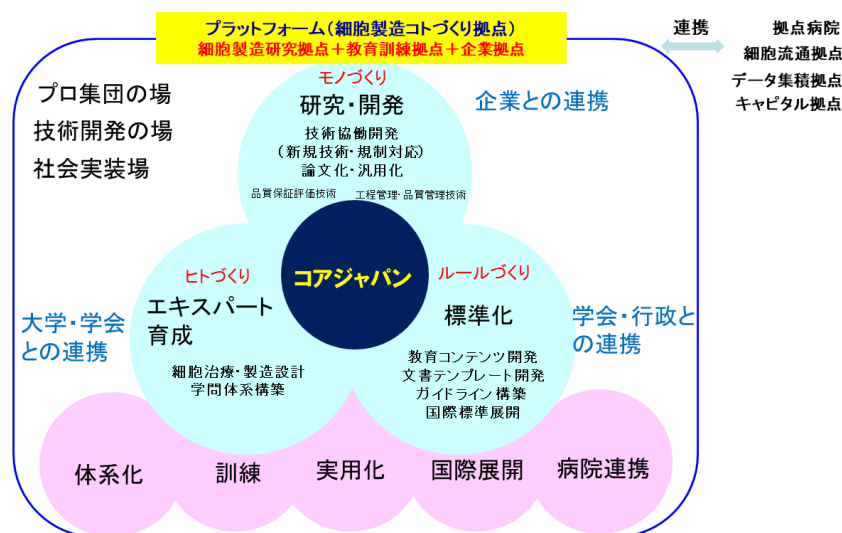 プラットフォーム(細胞製造コトづくり拠点)
細胞製造研究拠点+教育訓練拠点+企業拠点
連携
拠点病院
細胞流通拠点
データ集積拠点
キャピタル拠点
プロ集団の場
技術開発の場
社会実装場
モノづくり
研究・開発
技術協働開発
(新規技術・規制対応)
論文化・汎用化
品質保証評価技術
工程管理・品質管理技術
企業との連携
コアジャパン
ヒトづくり
エキスパート
育成
細胞治療・製造設計
学問体系構築
ルールづくり
標準化
教育コンテンツ開発
文書テンプレート開発
ガイドライン構築
国際標準展開
大学・学会
との連携
学会・行政と
の連携
体系化
訓練
実用化
国際展開
病院連携